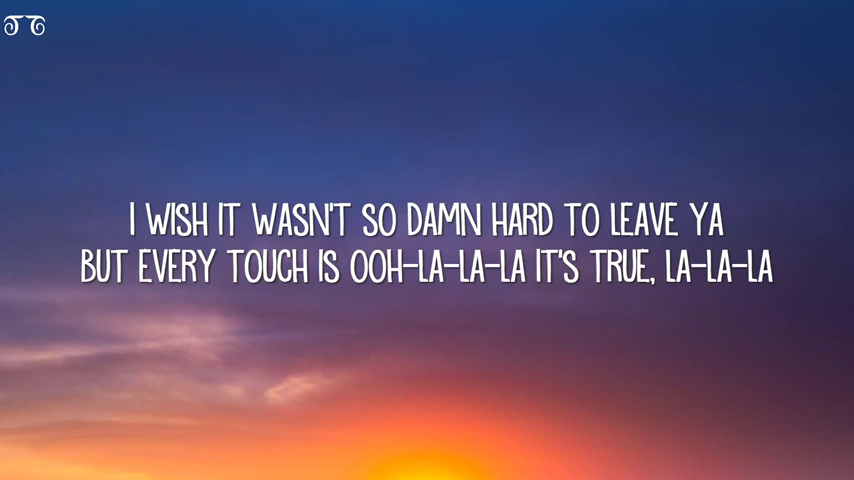 I WISH IT WASN'T SO DAMN HARD TO LEAVE YA
BUT EVERY TOUCH IS OOH-LA-LA-LA IT'S TRUE, LA-LA-LA